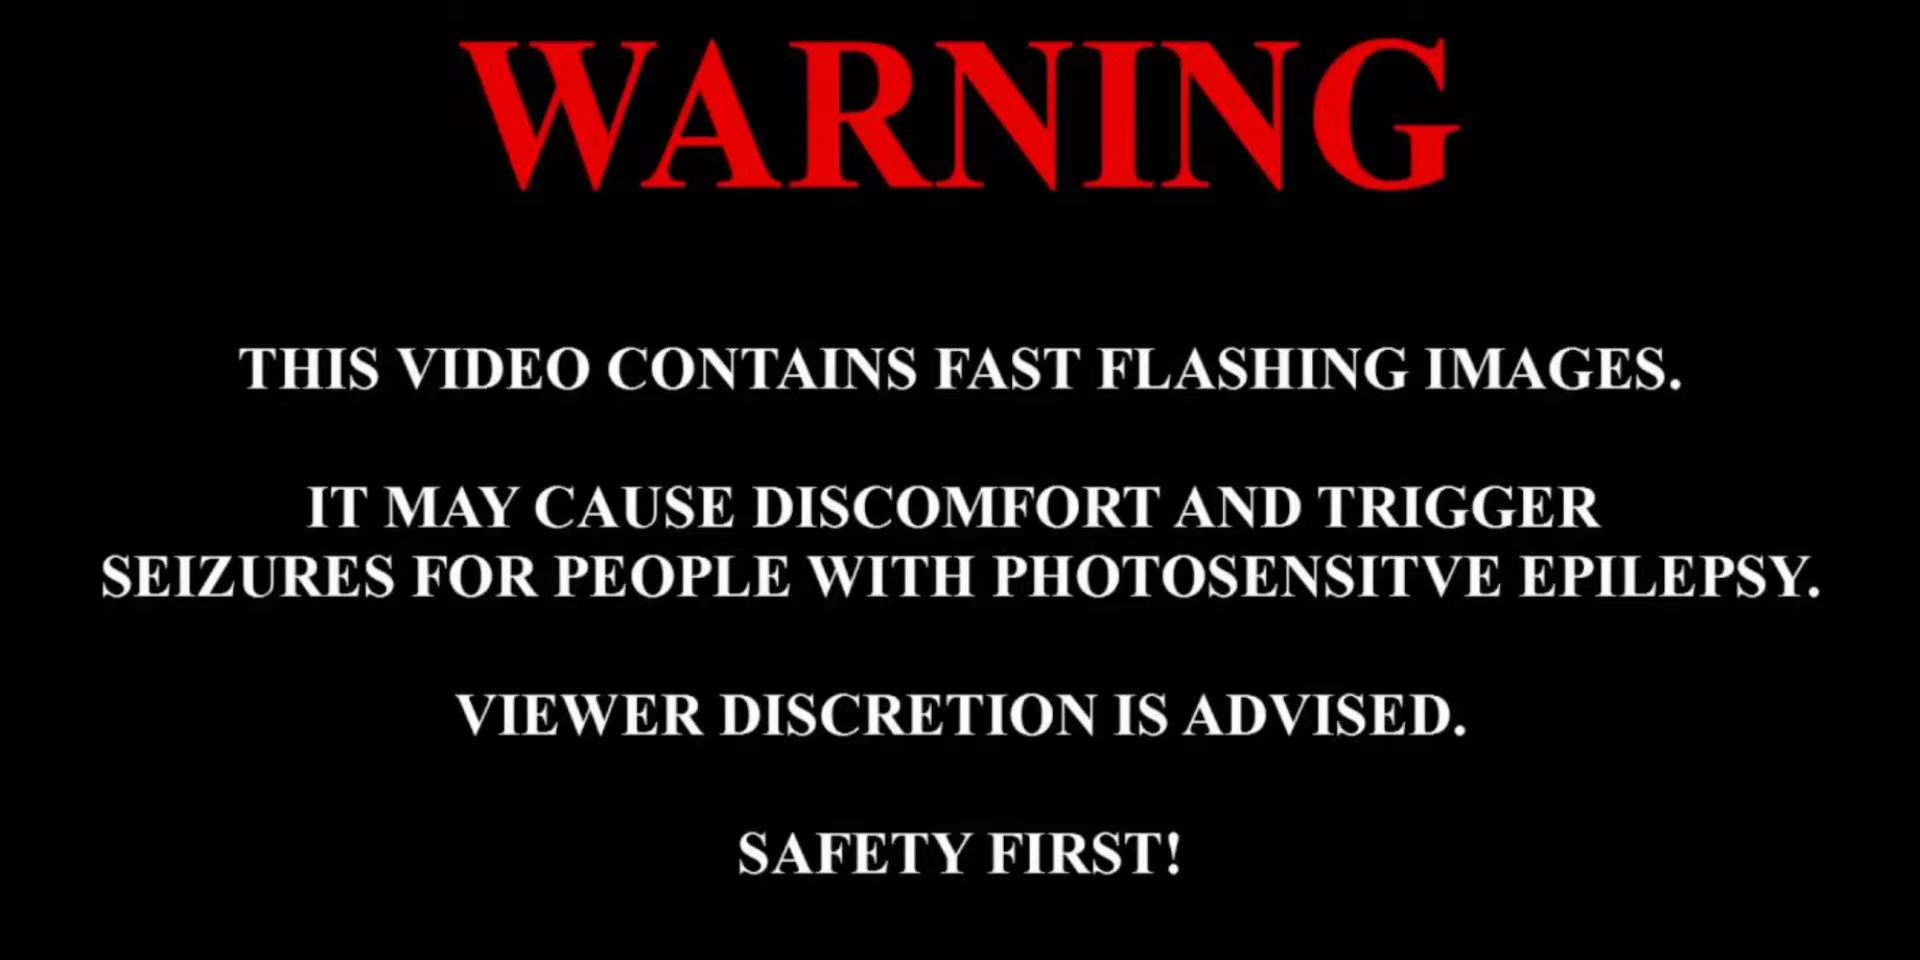 WARNING
THIS VIDEO CONTAINS FAST FLASHING IMAGES.
IT MAY CAUSE DISCOMFORT AND TRIGGER
SEIZURES FOR PEOPLE WITH PHOTOSENSITVE EPILEPSY.
VIEWER DISCRETION IS ADVISED.
SAFETY FIRST!